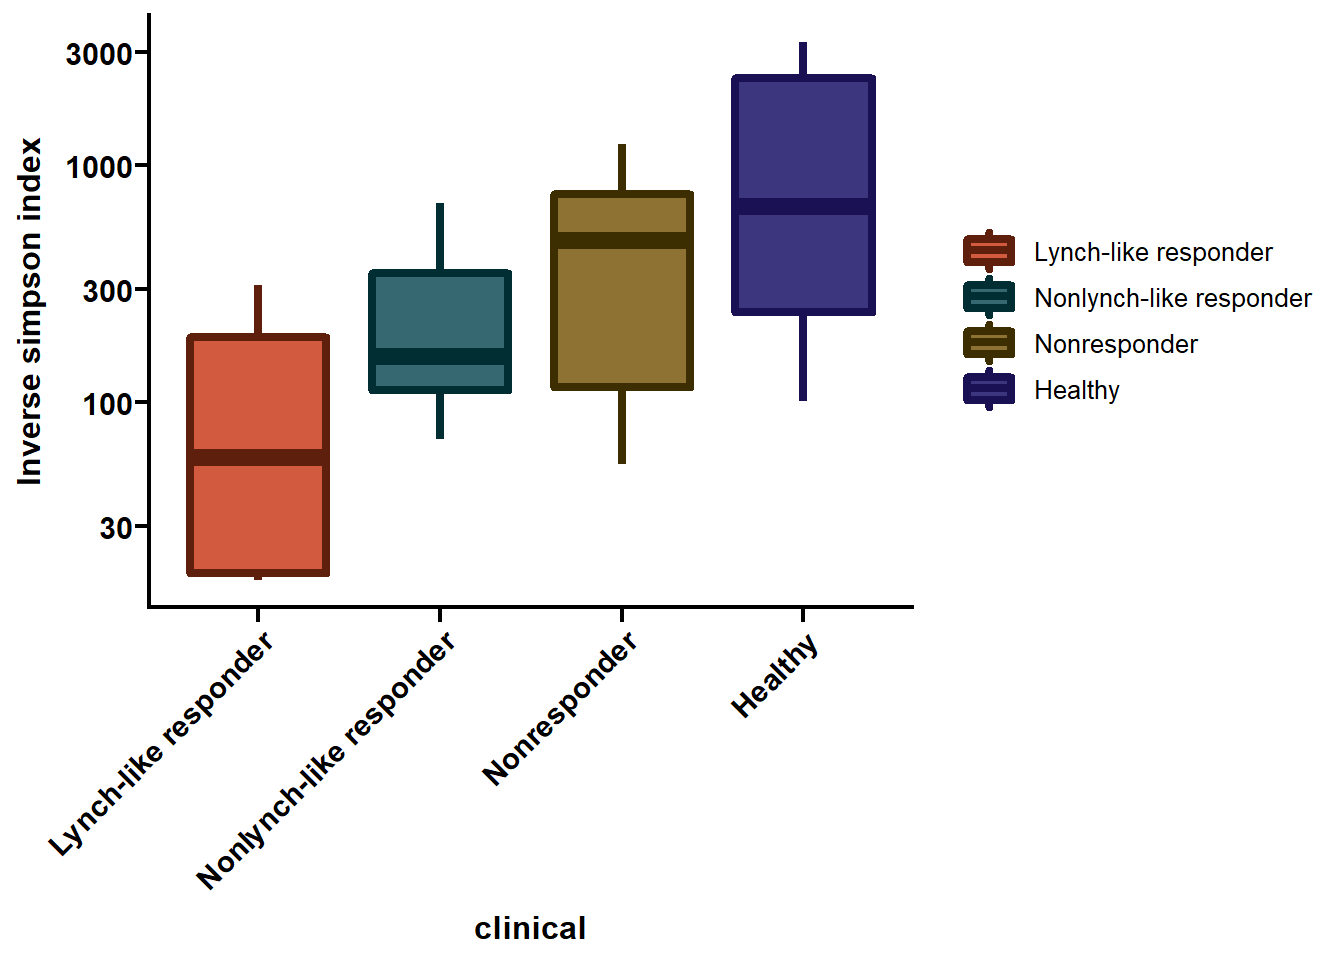 Inverse simpson index
3000
1000
300
100
30
Lynch-like responder
Nonlynch-like responder
Nonresponder
Healthy
clinical
Lynch-like responder
Nonlynch-like responder
Nonresponder
Healthy